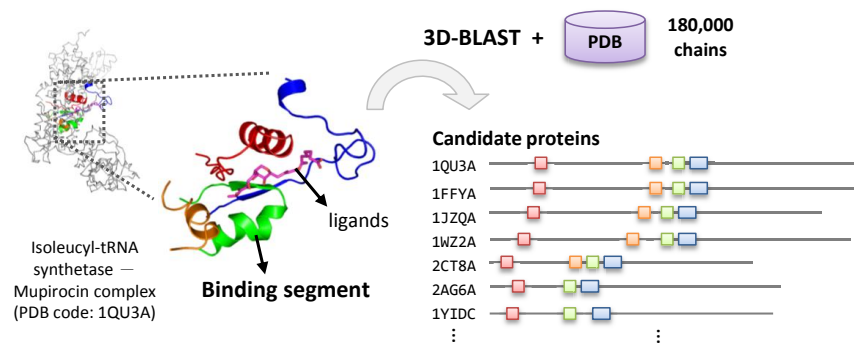 3D-BLAST +
PDB
180,000
chains
ligands
Binding segment
Isoleucyl-tRNA
synthetase —
Mupirocin complex
(PDB code: 1QU3A)
Candidate proteins
1QU3A
1FFYA
1JZQA
1WZ2A
2CT8A
2AG6A
1YIDC
⋮ ⋮